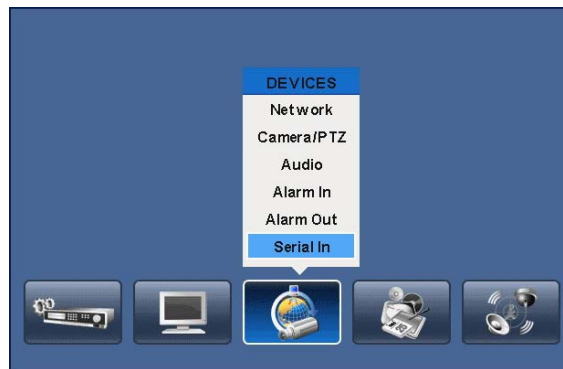 DEVICES
Network
Camera/PTZ
Audio
Alarm In
Alarm Out
Serial In